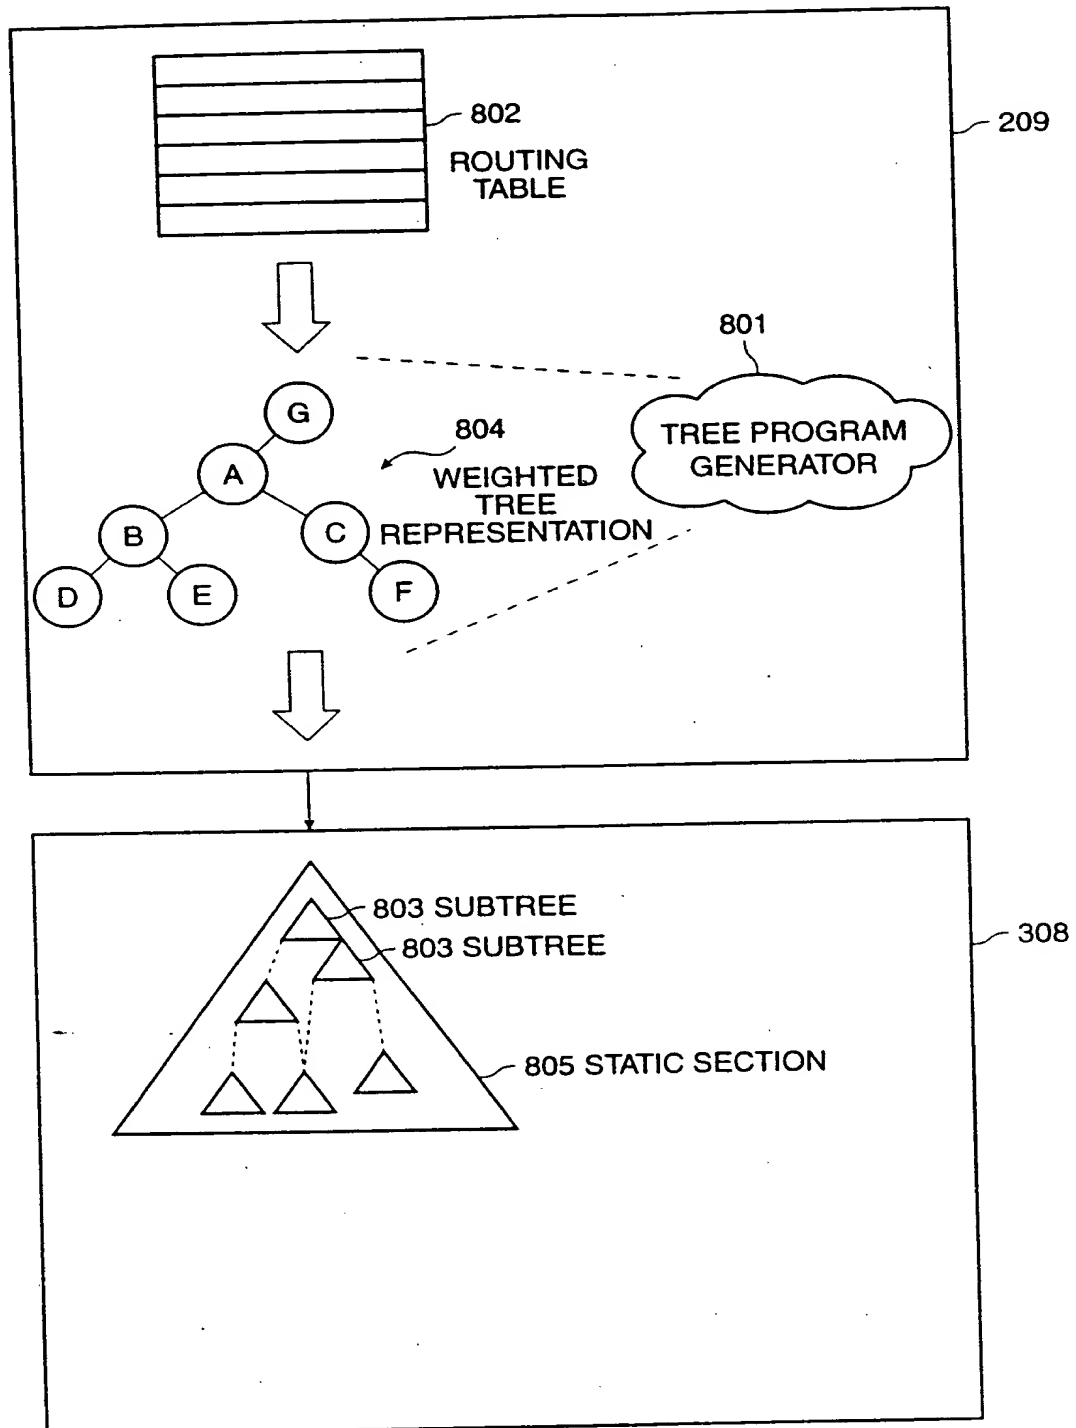 802
ROUTING
TABLE
209
801
TREE PROGRAM
GENERATOR
G
804
A
WEIGHTED
TREE
REPRESENTATION
B
C
D
E
F
803 SUBTREE
803 SUBTREE
308
805 STATIC SECTION